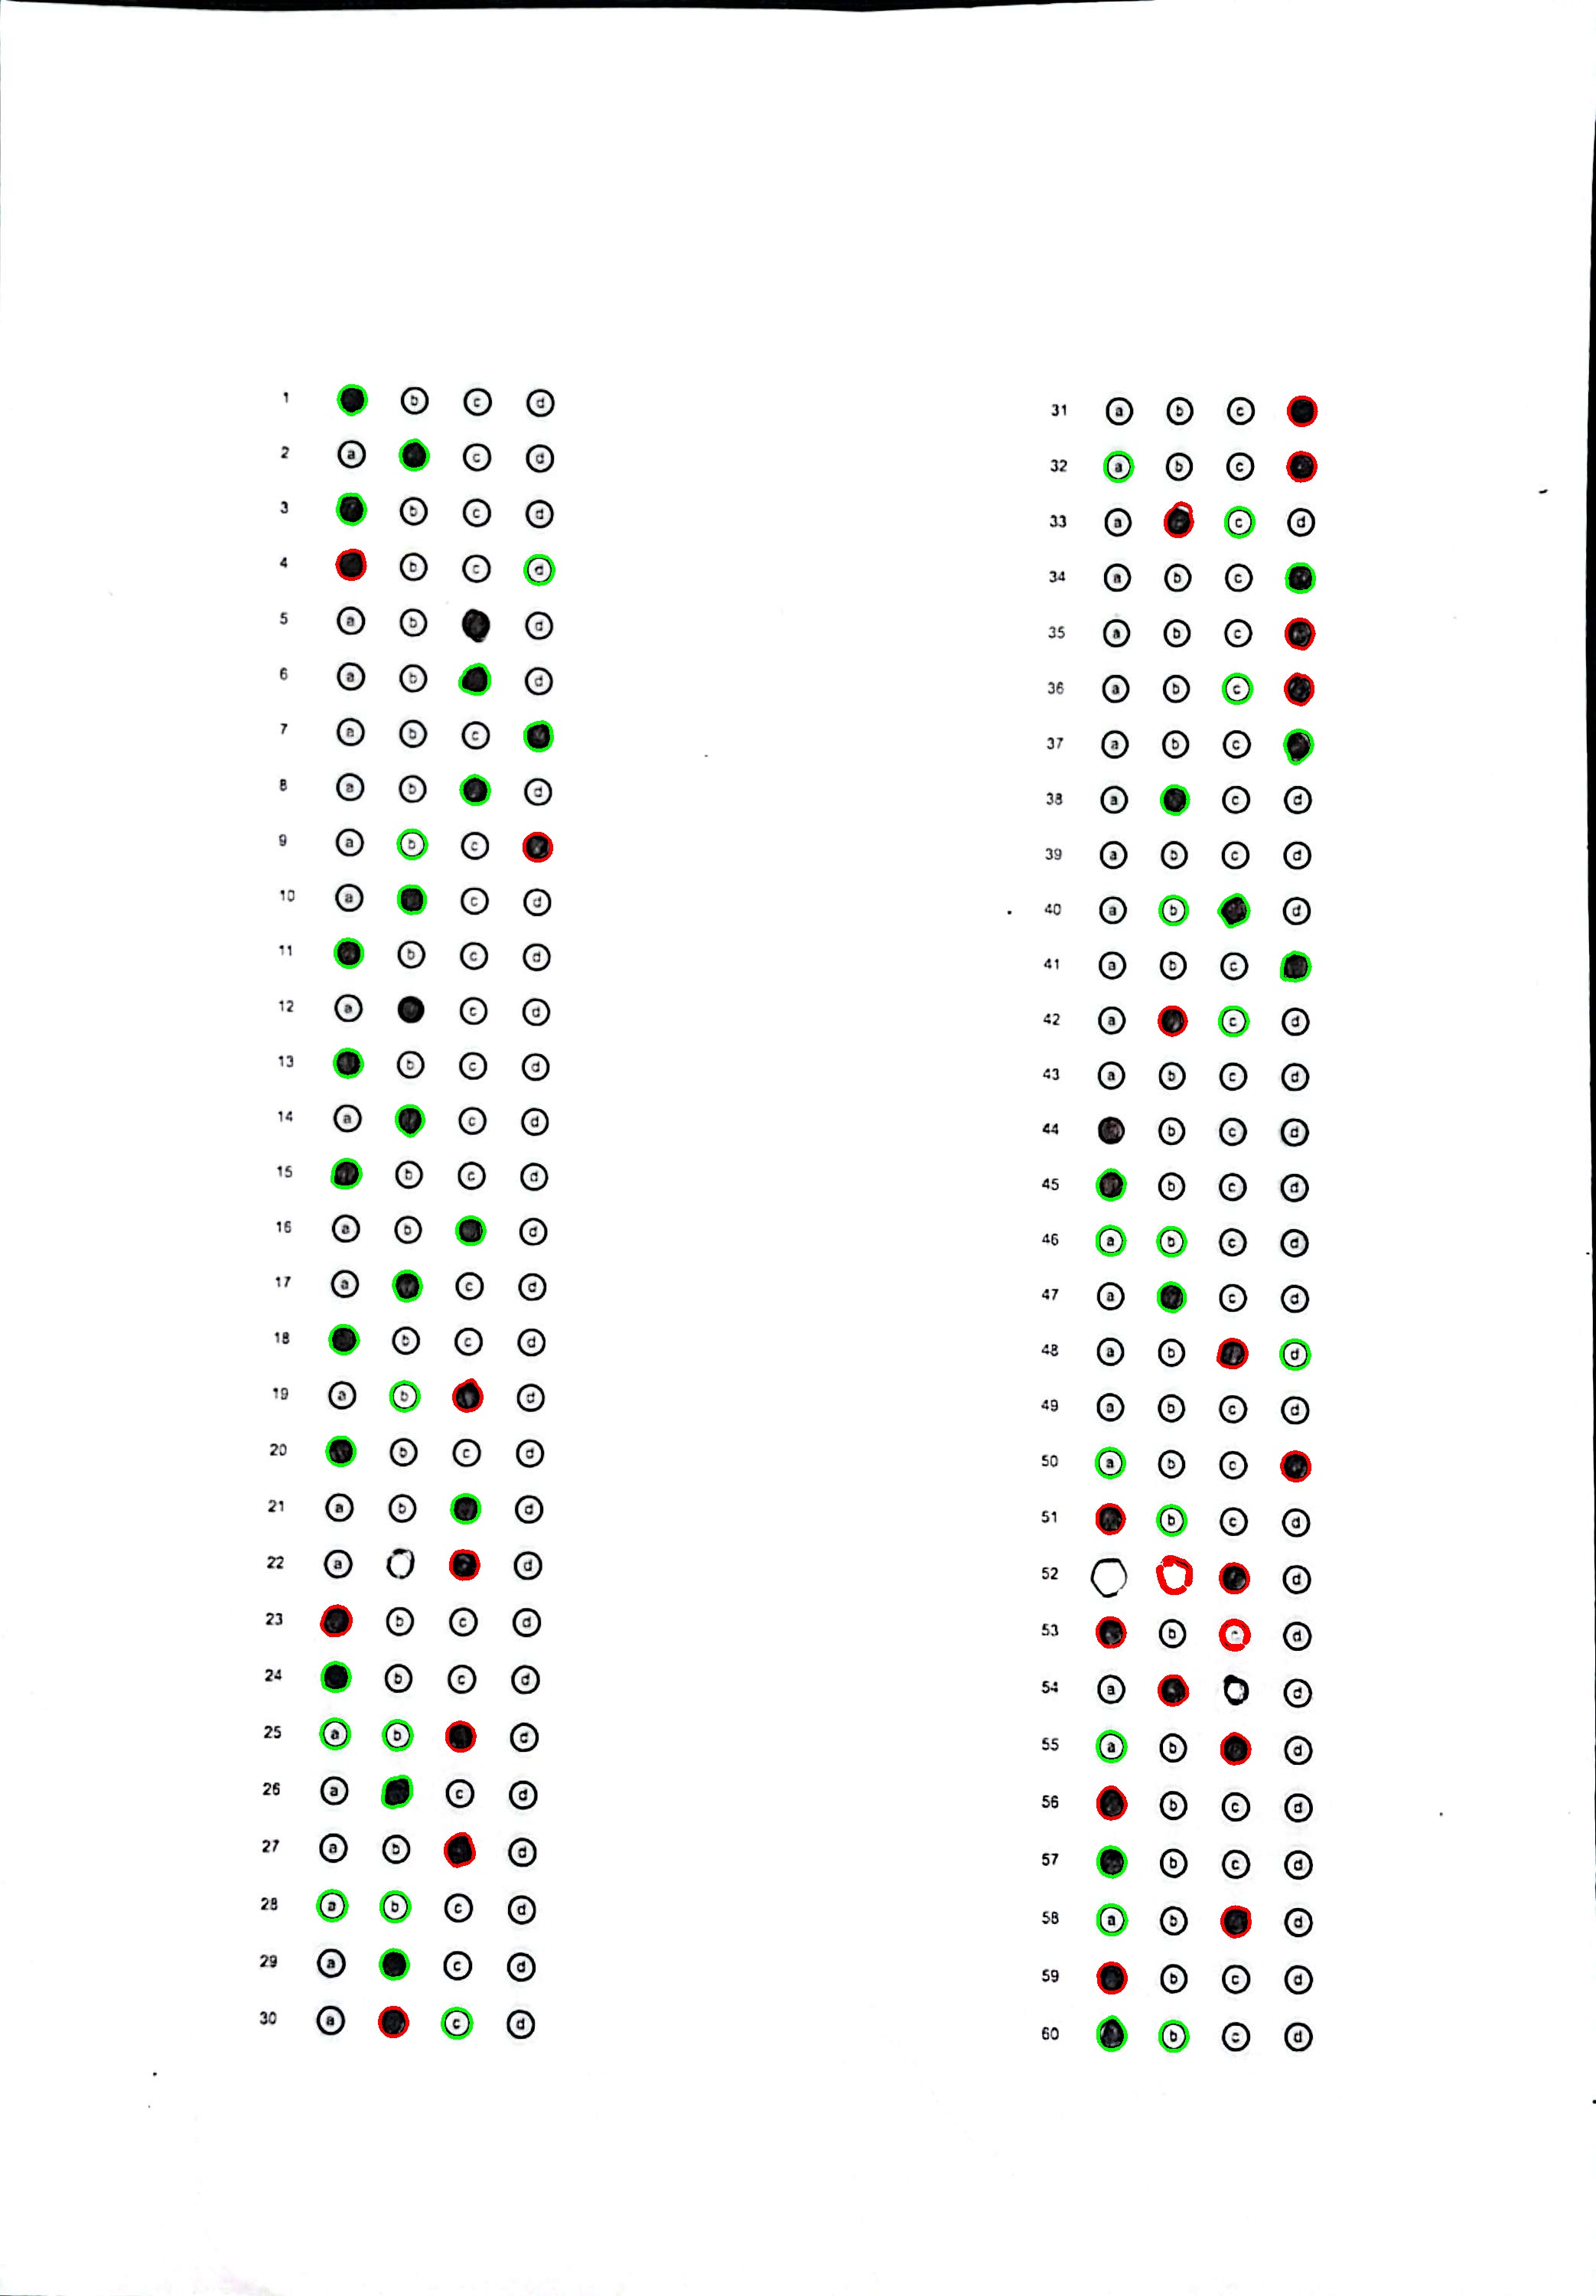 1 b c d
2 a c d
3 b c d
4 b c d
5 a b d
6 a b d
7 a b c
8 a b d
9 a b c
10 a c d
11 b c d
12 a c d
13 b c d
14 a c d
15 b c d
16 a b d
17 a c d
18 b c d
19 a b d
20 b c d
21 a b d
22 a d
23 b c d
24 b c d
25 a b d
26 a c d
27 a b d
28 a b c d
29 a c d
30 a c d
31 a b c
32 a b c
33 a c d
34 a b c
35 a b c
36 a b c
37 a b c
38 a c d
39 a b c d
40 a b d
41 a b c
42 a c d
43 a b c d
44 b c d
45 b c d
46 a b c d
47 a c d
48 a b d
49 a b c d
50 a b c
51 b c d
52 d
53 b d
54 a d
55 a b d
56 b c d
57 b c d
58 a b d
59 b c d
60 b c d